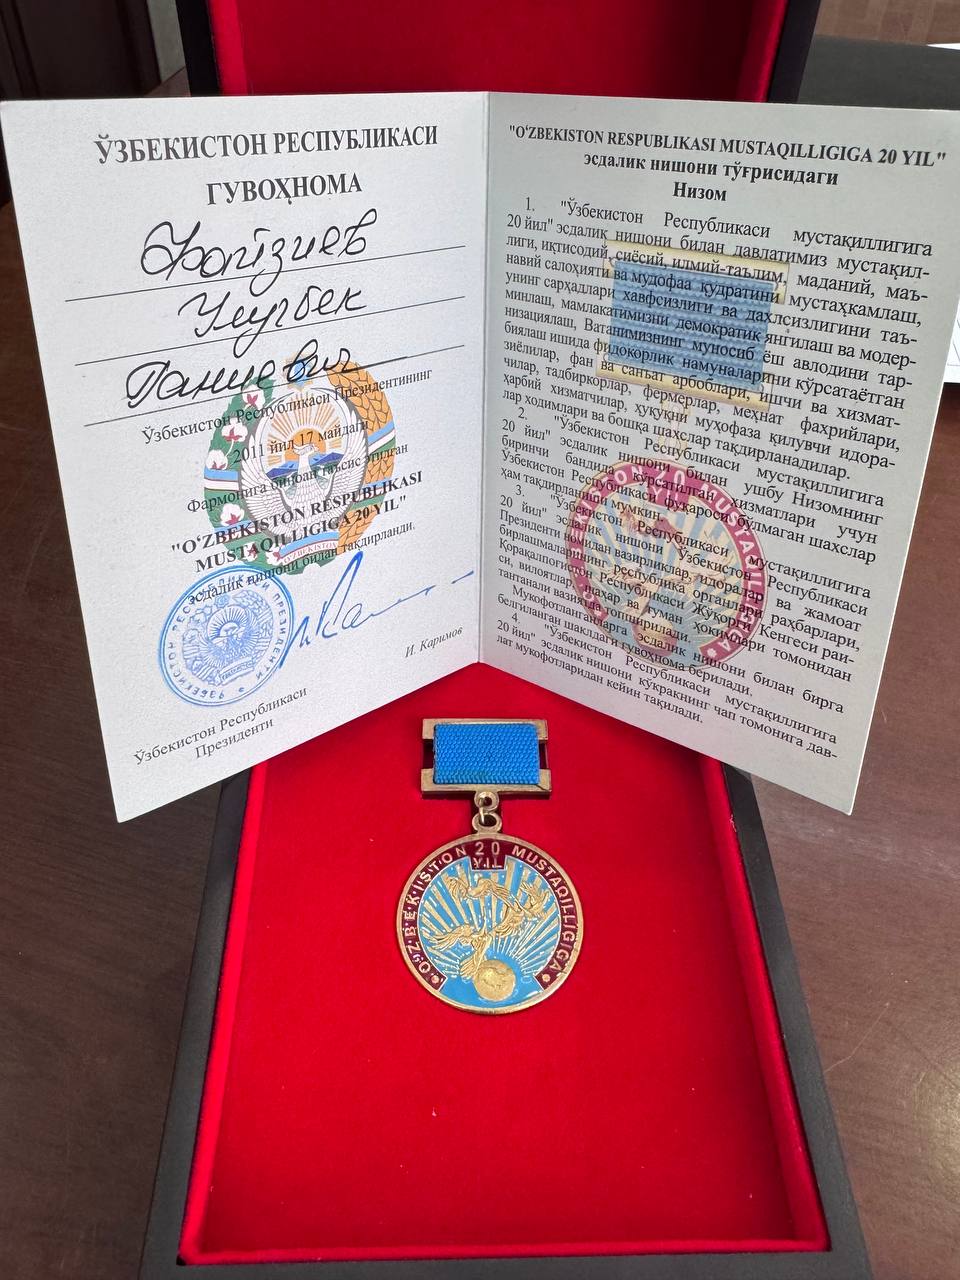 ЎЗБЕКИСТОН РЕСПУБЛИКАСИ
ГУВОҲНОМА
Файзиев
Улуғбек
Ганиевич
Ўзбекистон Республикаси Президентининг
2011 йил 17 майдаги
Фармонига биноан таъсис этилган
"O‘ZBEKISTON RESPUBLIKASI
MUSTAQILLIGIGA 20 YIL"
эсдалик нишони билан тақдирланди.
И. Каримов
Ўзбекистон Республикаси
Президенти
O‘ZBEKISTON
"O‘ZBEKISTON RESPUBLIKASI MUSTAQILLIGIGA 20 YIL"
эсдалик нишони тўғрисидаги
Низом
1. "Ўзбекистон Республикаси мустақиллигига
20 йил" эсдалик нишони билан давлатимиз мустақил-
лиги, иқтисодий, сиёсий, илмий-таълим, маданий, маъ-
навий салоҳияти ва мудофаа қудратини мустаҳкамлаш,
унинг сарҳадлари хавфсизлиги ва дахлсизлигини таъ-
минлаш, мамлакатимизни демократик янгилаш ва модер-
низациялаш, Ватанимизнинг муносиб ёш авлодини тар-
биялаш ишида фидокорлик намуналарини кўрсатаётган
зиёлилар, фан ва санъат арбоблари, ишчи ва хизмат-
чилар, тадбиркорлар, фермерлар, меҳнат фахрийлари,
ҳарбий хизматчилар, ҳуқуқни муҳофаза қилувчи идора-
лар ходимлари ва бошқа шахслар тақдирланадилар.
2. "Ўзбекистон Республикаси мустақиллигига
20 йил" эсдалик нишони билан ушбу Низомнинг
биринчи бандида кўрсатилган хизматлари учун
Ўзбекистон Республикаси фуқароси бўлмаган шахслар
ҳам тақдирланиши мумкин.
3. "Ўзбекистон Республикаси мустақиллигига
20 йил" эсдалик нишони Ўзбекистон Республикаси
Президенти номидан вазирликлар, идоралар ва жамоат
бирлашмаларининг республика органлари раҳбарлари,
Қорақалпоғистон Республикаси Жўқорғи Кенгеси раи-
си, вилоятлар, шаҳар ва туман ҳокимлари томонидан
тантанали вазиятда топширилади.
Мукофотланганларга эсдалик нишони билан бирга
белгиланган шаклдаги гувоҳнома берилади.
4. "Ўзбекистон Республикаси мустақиллигига
20 йил" эсдалик нишони кўкракнинг чап томонига дав-
лат мукофотларидан кейин тақилади.
O‘ZBEKISTON MUSTAQILLIGIGA
20
YIL